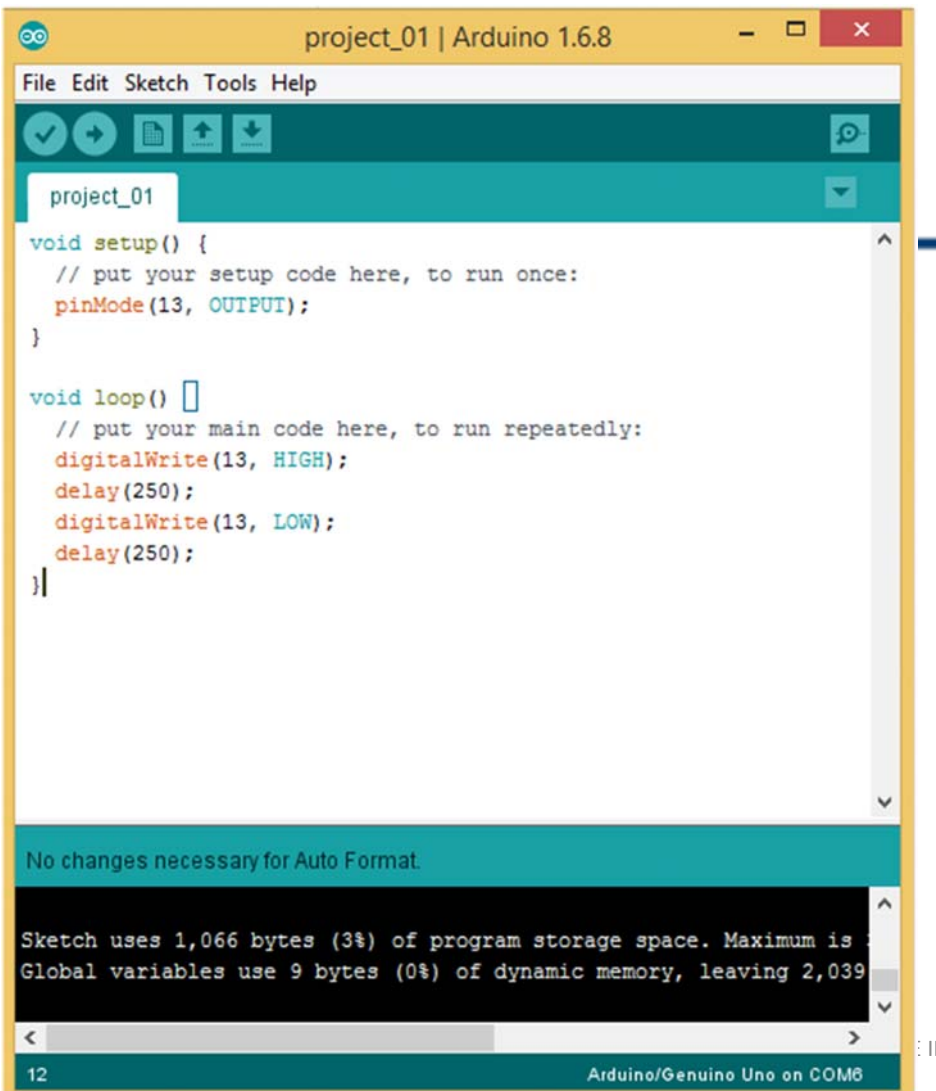 project_01 | Arduino 1.6.8
File Edit Sketch Tools Help
project_01
void setup() {
  // put your setup code here, to run once:
  pinMode(13, OUTPUT);
}
void loop()
  // put your main code here, to run repeatedly:
  digitalWrite(13, HIGH);
  delay(250);
  digitalWrite(13, LOW);
  delay(250);
}
No changes necessary for Auto Format.
Sketch uses 1,066 bytes (3%) of program storage space. Maximum is
Global variables use 9 bytes (0%) of dynamic memory, leaving 2,039
12 Arduino/Genuino Uno on COM6